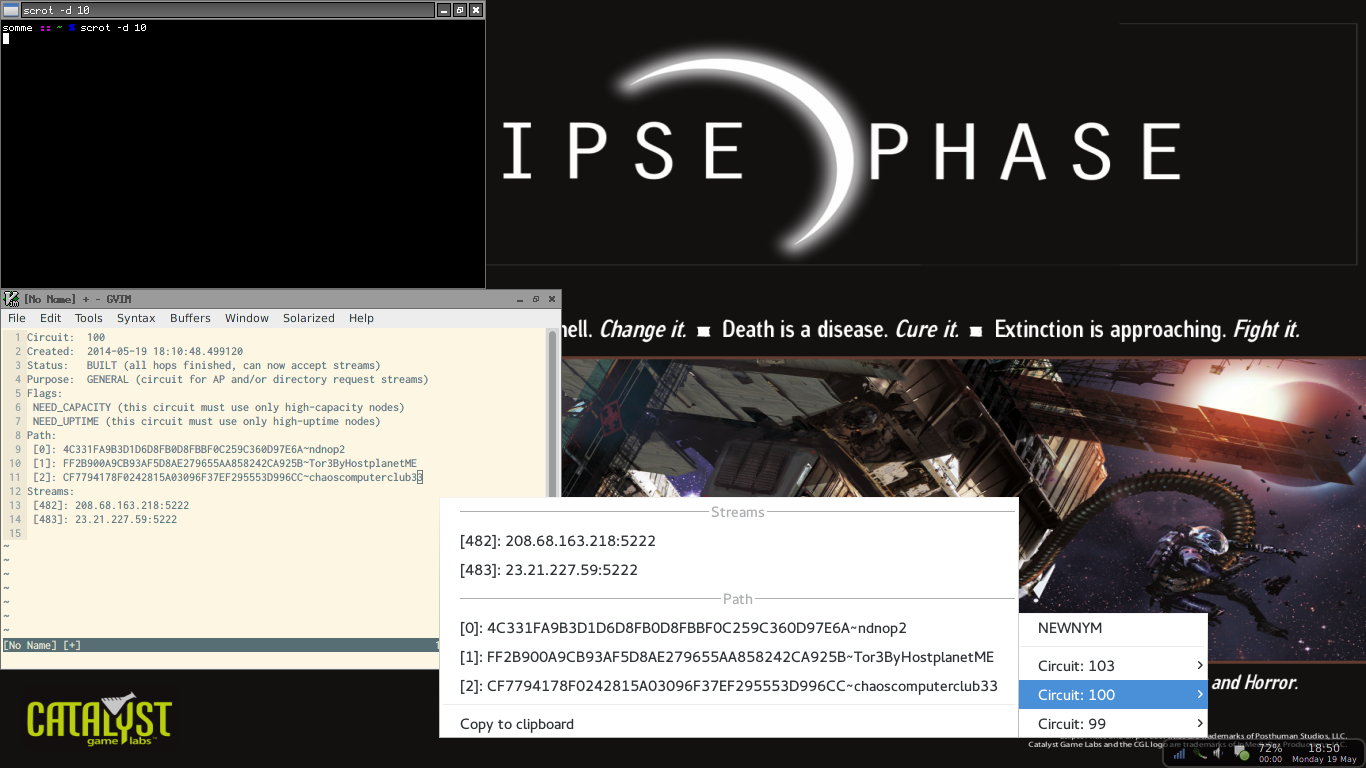 scrot -d 10
somme :: ~ $ scrot -d 10
IPSE PHASE
[No Name] + - GVIM
File Edit Tools Syntax Buffers Window Solarized Help
1 Circuit: 100
2 Created: 2014-05-19 18:10:48.499120
3 Status: BUILT (all hops finished, can now accept streams)
4 Purpose: GENERAL (circuit for AP and/or directory request streams)
5 Flags:
6 NEED_CAPACITY (this circuit must use only high-capacity nodes)
7 NEED_UPTIME (this circuit must use only high-uptime nodes)
8 Path:
9 [0]: 4C331FA9B3D1D6D8FB0D8FBBF0C259C360D97E6A~ndnop2
10 [1]: FF2B900A9CB93AF5D8AE279655AA858242CA925B~Tor3ByHostplanetME
11 [2]: CF7794178F0242815A03096F37EF295553D996CC~chaoscomputerclub33
12 Streams:
13 [482]: 208.68.163.218:5222
14 [483]: 23.21.227.59:5222
15
~
~
~
~
~
~
~
[No Name] [+]
hell. Change it. ■ Death is a disease. Cure it. ■ Extinction is approaching. Fight it.
Streams
[482]: 208.68.163.218:5222
[483]: 23.21.227.59:5222
Path
[0]: 4C331FA9B3D1D6D8FB0D8FBBF0C259C360D97E6A~ndnop2
[1]: FF2B900A9CB93AF5D8AE279655AA858242CA925B~Tor3ByHostplanetME
[2]: CF7794178F0242815A03096F37EF295553D996CC~chaoscomputerclub33
Copy to clipboard
NEWNYM
Circuit: 103
Circuit: 100
Circuit: 99
and Horror.
CATALYST
game labs™
trademarks of Posthuman Studios, LLC.
Catalyst Game Labs and the CGL logo are trademarks of InMediaRes Productions, LLC.
72%
00:00
18:50
Monday 19 May